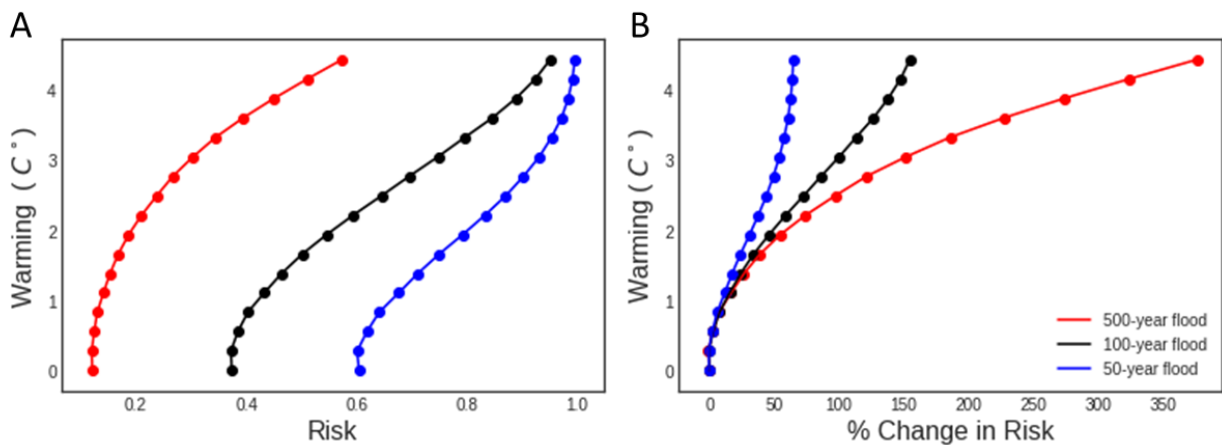 A
Warming ( C° )
4
3
2
1
0
0.2 0.4 0.6 0.8 1.0
Risk
B
Warming ( C° )
4
3
2
1
0
500-year flood
100-year flood
50-year flood
0 50 100 150 200 250 300 350
% Change in Risk